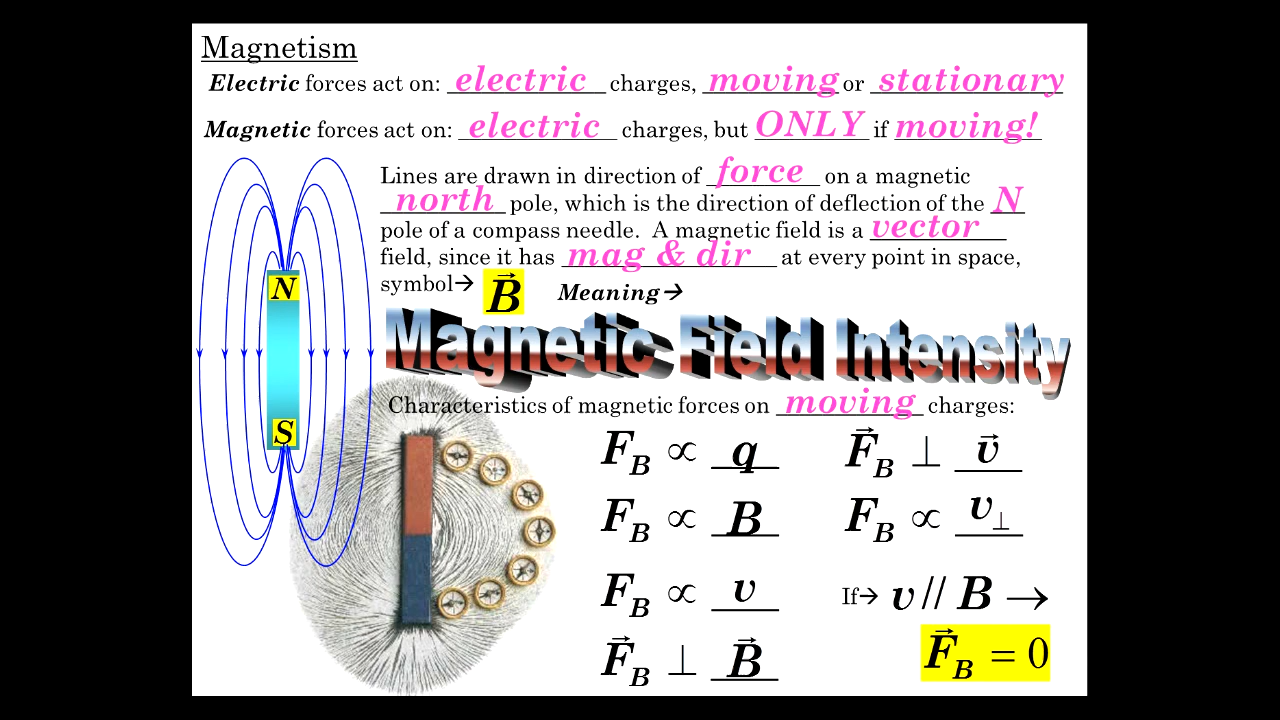 Magnetism
Electric forces act on: electric charges, moving or stationary
Magnetic forces act on: electric charges, but ONLY if moving!
Lines are drawn in direction of force on a magnetic
north pole, which is the direction of deflection of the N
pole of a compass needle. A magnetic field is a vector
field, since it has mag & dir at every point in space,
symbol→ B⃗ Meaning→
N
Magnetic Field Intensity
S
Characteristics of magnetic forces on moving charges:
F_B ∝ q
F⃗_B ⊥ v⃗
F_B ∝ B
F_B ∝ v_⊥
F_B ∝ v
If→ v // B →
F⃗_B ⊥ B⃗
F⃗_B = 0